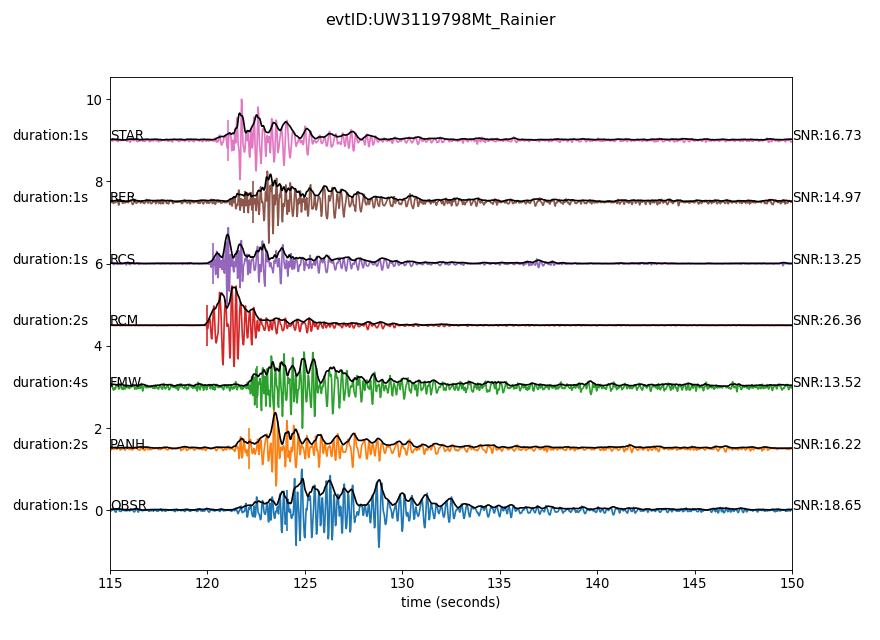 evtID:UW3119798Mt_Rainier
10
duration:1s STAR SNR:16.73
8
duration:1s RER SNR:14.97
duration:1s RCS SNR:13.25
6
duration:2s RCM SNR:26.36
4
duration:4s FMW SNR:13.52
2
duration:2s PANH SNR:16.22
duration:1s OBSR SNR:18.65
0
115 120 125 130 135 140 145 150
time (seconds)